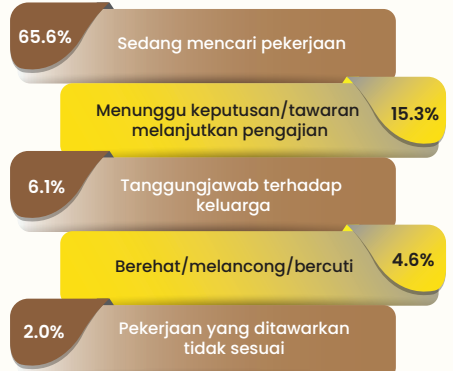 65.6%
Sedang mencari pekerjaan
Menunggu keputusan/tawaran
melanjutkan pengajian
15.3%
6.1%
Tanggungjawab terhadap
keluarga
Berehat/melancong/bercuti
4.6%
2.0%
Pekerjaan yang ditawarkan
tidak sesuai